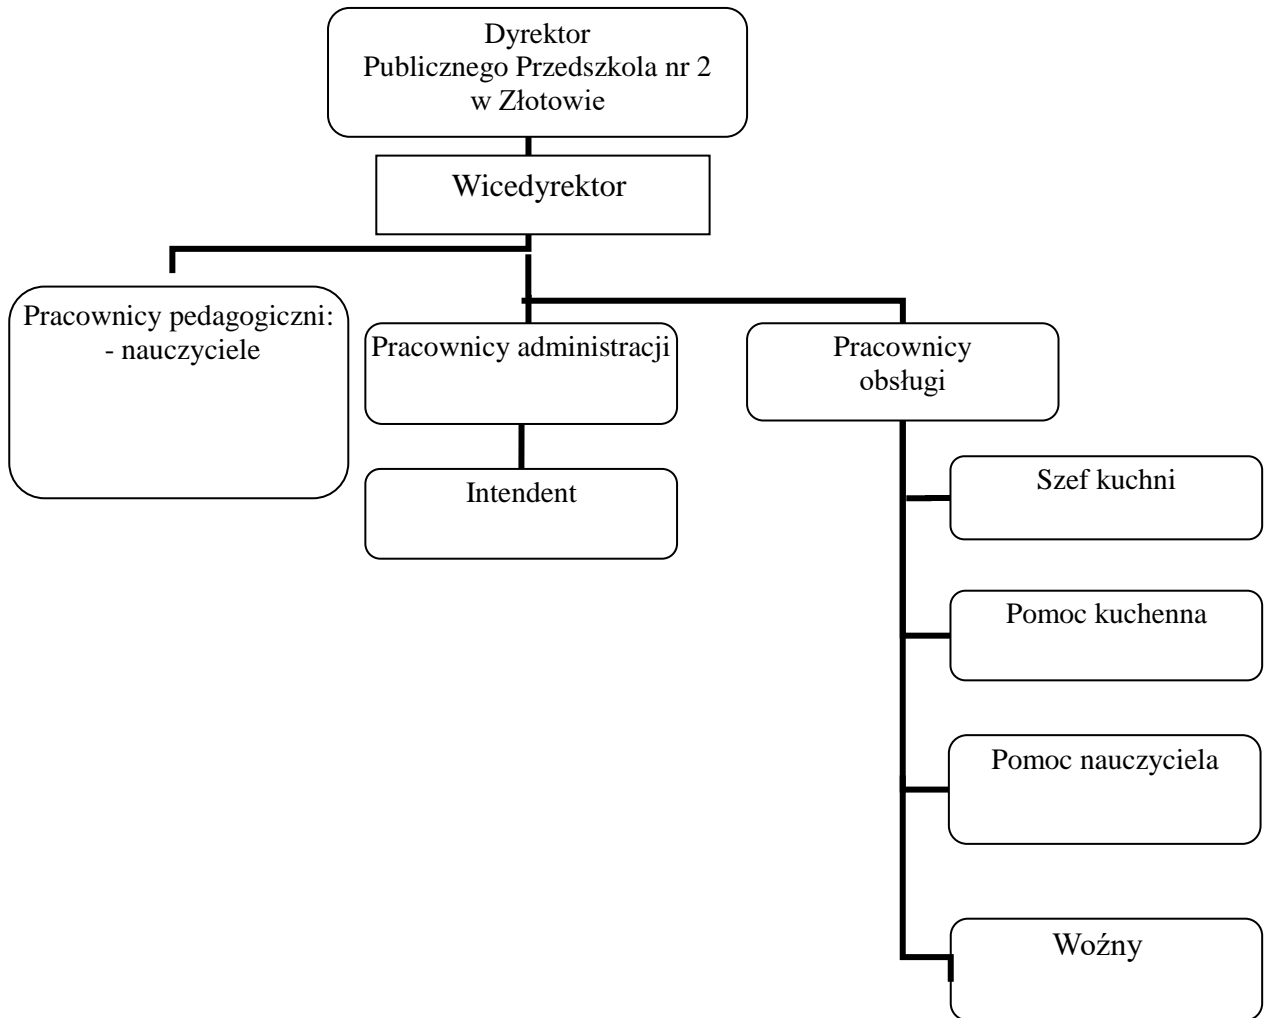 Dyrektor
Publicznego Przedszkola nr 2
w Złotowie
Wicedyrektor
Pracownicy pedagogiczni:
- nauczyciele
Pracownicy administracji
Pracownicy
obsługi
Intendent
Szef kuchni
Pomoc kuchenna
Pomoc nauczyciela
Woźny